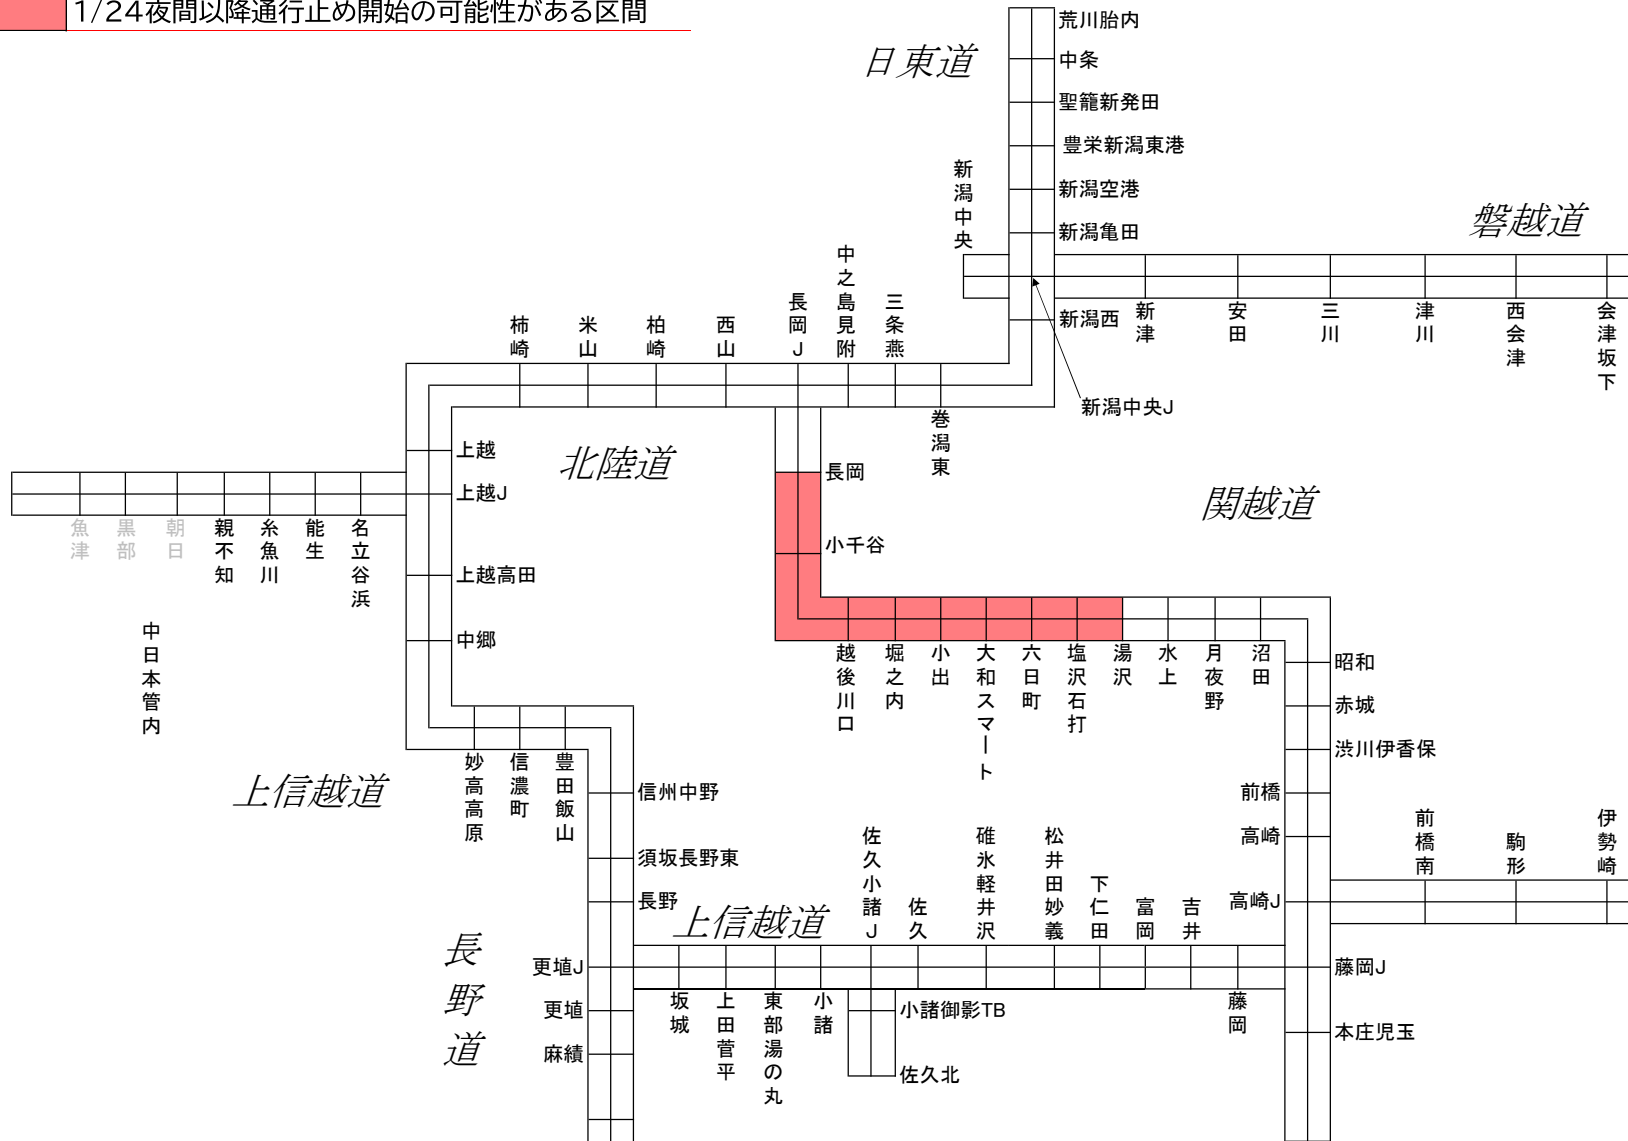 1/24夜間以降通行止め開始の可能性がある区間
荒川胎内
中条
聖籠新発田
豊栄新潟東港
新潟空港
新潟亀田
新潟西
日東道
新潟中央
磐越道
新津
安田
三川
津川
西会津
会津坂下
新潟中央J
柿崎
米山
柏崎
西山
長岡J
中之島見附
三条燕
巻潟東
北陸道
上越
上越J
上越高田
中郷
魚津
黒部
朝日
親不知
糸魚川
能生
名立谷浜
中日本管内
長岡
小千谷
関越道
越後川口
堀之内
小出
大和スマート
六日町
塩沢石打
湯沢
水上
月夜野
沼田
昭和
赤城
渋川伊香保
前橋
高崎
高崎J
藤岡J
本庄児玉
前橋南
駒形
伊勢崎
上信越道
妙高高原
信濃町
豊田飯山
信州中野
須坂長野東
長野
更埴J
更埴
麻績
長野道
上信越道
佐久小諸J
佐久
碓氷軽井沢
松井田妙義
下仁田
富岡
吉井
坂城
上田菅平
東部湯の丸
小諸
小諸御影TB
佐久北
藤岡